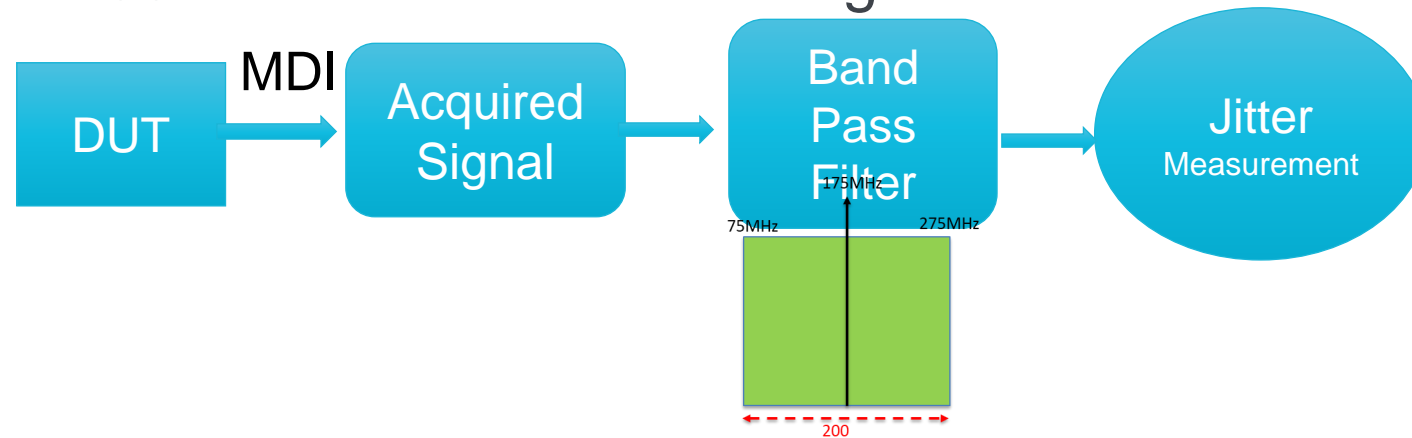 DUT
MDI
Acquired
Signal
Band
Pass
Filter
175MHz
75MHz
275MHz
200
Jitter
Measurement